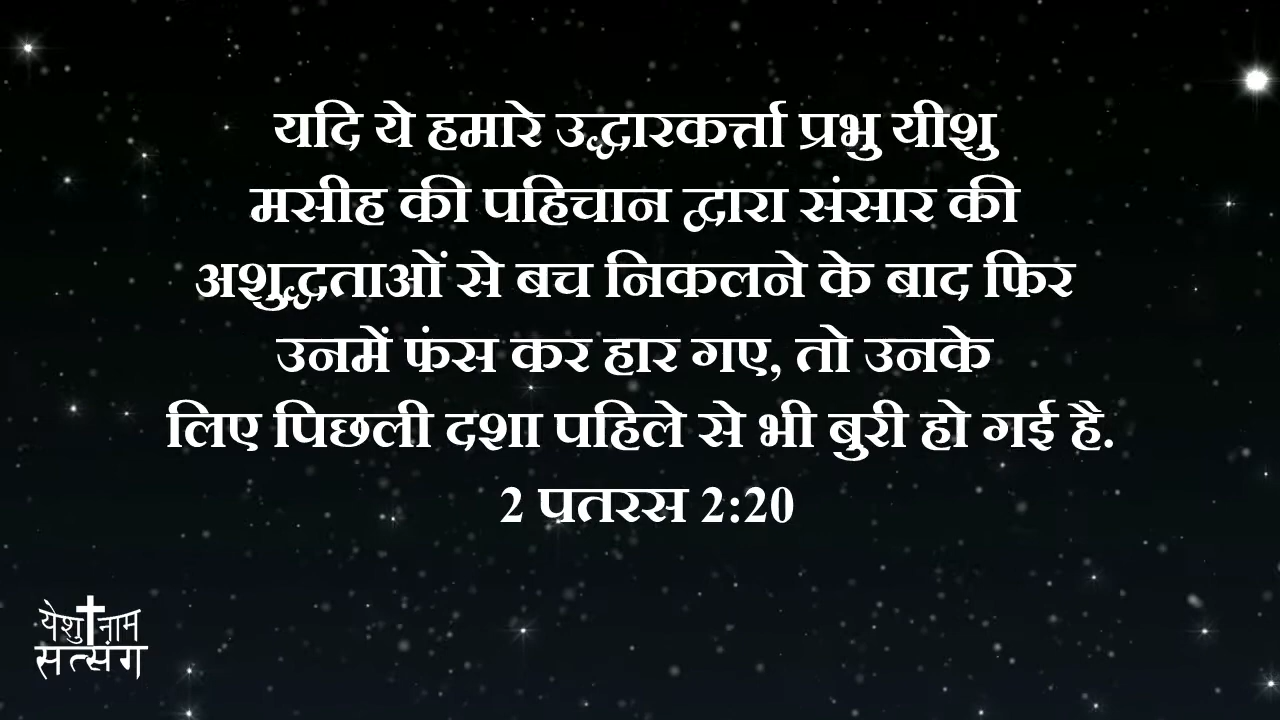 यदि ये हमारे उद्धारकर्त्ता प्रभु यीशु
मसीह की पहिचान द्वारा संसार की
अशुद्धताओं से बच निकलने के बाद फिर
उनमें फंस कर हार गए, तो उनके
लिए पिछली दशा पहिले से भी बुरी हो गई है.
2 पतरस 2:20
येशु नाम
सत्संग